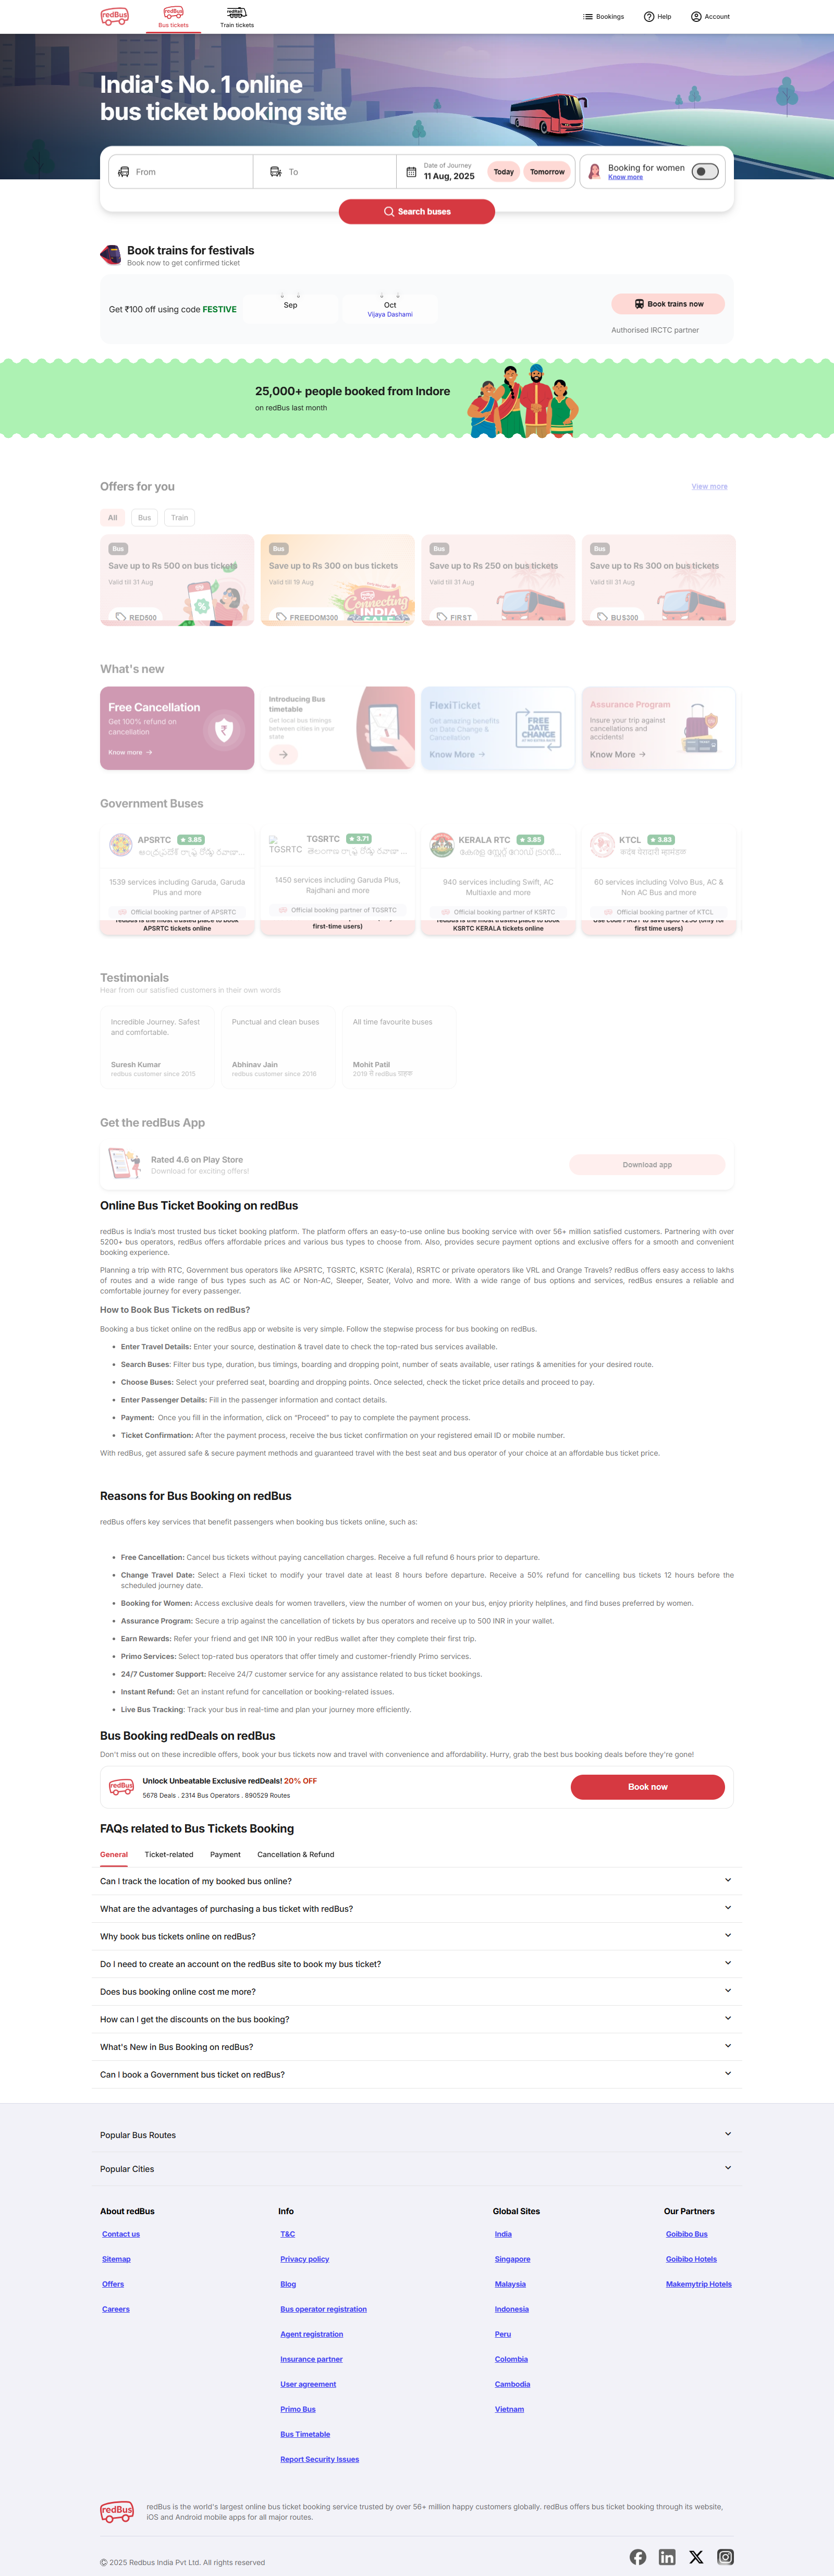 redBus
Bus tickets
redRail
Train tickets
Bookings
Help
Account
India's No. 1 online
bus ticket booking site
From
To
Date of Journey
11 Aug, 2025
Today
Tomorrow
Booking for women
Know more
Search buses
Book trains for festivals
Book now to get confirmed ticket
Get ₹100 off using code FESTIVE
Sep
Oct
Vijaya Dashami
Book trains now
Authorised IRCTC partner
25,000+ people booked from Indore
on redBus last month
Offers for you
View more
All
Bus
Train
Bus
Save up to Rs 500 on bus tickets
Valid till 31 Aug
RED500
Bus
Save up to Rs 300 on bus tickets
Valid till 19 Aug
FREEDOM300
Connecting
INDIA
Bus
Save up to Rs 250 on bus tickets
Valid till 31 Aug
FIRST
Bus
Save up to Rs 300 on bus tickets
Valid till 31 Aug
BUS300
What's new
Free Cancellation
Get 100% refund on
cancellation
Know more
Introducing Bus
timetable
Get local bus timings
between cities in your
state
FlexiTicket
Get amazing benefits
on Date Change &
Cancellation
Know More
FREE
DATE
CHANGE
Assurance Program
Insure your trip against
cancellations and
accidents!
Know More
Government Buses
APSRTC
3.85
1539 services including Garuda, Garuda
Plus and more
Official booking partner of APSRTC
redBus is the most trusted place to book
APSRTC tickets online
TGSRTC
TGSRTC
3.71
1450 services including Garuda Plus,
Rajdhani and more
Official booking partner of TGSRTC
first-time users)
KERALA RTC
3.85
940 services including Swift, AC
Multiaxle and more
Official booking partner of KSRTC
redBus is the most trusted place to book
KSRTC KERALA tickets online
KTCL
3.83
60 services including Volvo Bus, AC &
Non AC Bus and more
Official booking partner of KTCL
Use code FIRST to save upto ₹250 (only for
first time users)
Testimonials
Hear from our satisfied customers in their own words
Incredible Journey. Safest
and comfortable.
Suresh Kumar
redbus customer since 2015
Punctual and clean buses
Abhinav Jain
redbus customer since 2016
All time favourite buses
Mohit Patil
2019 से redBus ग्राहक
Get the redBus App
Rated 4.6 on Play Store
Download for exciting offers!
Download app
Online Bus Ticket Booking on redBus
redBus is India's most trusted bus ticket booking platform. The platform offers an easy-to-use online bus booking service with over 56+ million satisfied customers. Partnering with over
5200+ bus operators, redBus offers affordable prices and various bus types to choose from. Also, provides secure payment options and exclusive offers for a smooth and convenient
booking experience.
Planning a trip with RTC, Government bus operators like APSRTC, TGSRTC, KSRTC (Kerala), RSRTC or private operators like VRL and Orange Travels? redBus offers easy access to lakhs
of routes and a wide range of bus types such as AC or Non-AC, Sleeper, Seater, Volvo and more. With a wide range of bus options and services, redBus ensures a reliable and
comfortable journey for every passenger.
How to Book Bus Tickets on redBus?
Booking a bus ticket online on the redBus app or website is very simple. Follow the stepwise process for bus booking on redBus.
• Enter Travel Details: Enter your source, destination & travel date to check the top-rated bus services available.
• Search Buses: Filter bus type, duration, bus timings, boarding and dropping point, number of seats available, user ratings & amenities for your desired route.
• Choose Buses: Select your preferred seat, boarding and dropping points. Once selected, check the ticket price details and proceed to pay.
• Enter Passenger Details: Fill in the passenger information and contact details.
• Payment: Once you fill in the information, click on “Proceed” to pay to complete the payment process.
• Ticket Confirmation: After the payment process, receive the bus ticket confirmation on your registered email ID or mobile number.
With redBus, get assured safe & secure payment methods and guaranteed travel with the best seat and bus operator of your choice at an affordable bus ticket price.
Reasons for Bus Booking on redBus
redBus offers key services that benefit passengers when booking bus tickets online, such as:
• Free Cancellation: Cancel bus tickets without paying cancellation charges. Receive a full refund 6 hours prior to departure.
• Change Travel Date: Select a Flexi ticket to modify your travel date at least 8 hours before departure. Receive a 50% refund for cancelling bus tickets 12 hours before the
scheduled journey date.
• Booking for Women: Access exclusive deals for women travellers, view the number of women on your bus, enjoy priority helplines, and find buses preferred by women.
• Assurance Program: Secure a trip against the cancellation of tickets by bus operators and receive up to 500 INR in your wallet.
• Earn Rewards: Refer your friend and get INR 100 in your redBus wallet after they complete their first trip.
• Primo Services: Select top-rated bus operators that offer timely and customer-friendly Primo services.
• 24/7 Customer Support: Receive 24/7 customer service for any assistance related to bus ticket bookings.
• Instant Refund: Get an instant refund for cancellation or booking-related issues.
• Live Bus Tracking: Track your bus in real-time and plan your journey more efficiently.
Bus Booking redDeals on redBus
Don't miss out on these incredible offers, book your bus tickets now and travel with convenience and affordability. Hurry, grab the best bus booking deals before they're gone!
redBus
Unlock Unbeatable Exclusive redDeals! 20% OFF
5678 Deals . 2314 Bus Operators . 890529 Routes
Book now
FAQs related to Bus Tickets Booking
General
Ticket-related
Payment
Cancellation & Refund
Can I track the location of my booked bus online?
What are the advantages of purchasing a bus ticket with redBus?
Why book bus tickets online on redBus?
Do I need to create an account on the redBus site to book my bus ticket?
Does bus booking online cost me more?
How can I get the discounts on the bus booking?
What's New in Bus Booking on redBus?
Can I book a Government bus ticket on redBus?
Popular Bus Routes
Popular Cities
About redBus
Contact us
Sitemap
Offers
Careers
Info
T&C
Privacy policy
Blog
Bus operator registration
Agent registration
Insurance partner
User agreement
Primo Bus
Bus Timetable
Report Security Issues
Global Sites
India
Singapore
Malaysia
Indonesia
Peru
Colombia
Cambodia
Vietnam
Our Partners
Goibibo Bus
Goibibo Hotels
Makemytrip Hotels
redBus
redBus is the world's largest online bus ticket booking service trusted by over 56+ million happy customers globally. redBus offers bus ticket booking through its website,
iOS and Android mobile apps for all major routes.
© 2025 Redbus India Pvt Ltd. All rights reserved